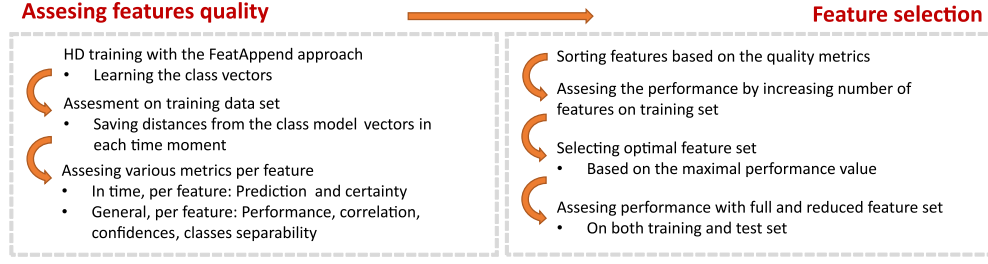 Assesing features quality
Feature selection
HD training with the FeatAppend approach
• Learning the class vectors
Assesment on training data set
• Saving distances from the class model vectors in
each time moment
Assesing various metrics per feature
• In time, per feature: Prediction and certainty
• General, per feature: Performance, correlation,
confidences, classes separability
Sorting features based on the quality metrics
Assesing the performance by increasing number of
features on training set
Selecting optimal feature set
• Based on the maximal performance value
Assesing performance with full and reduced feature set
• On both training and test set